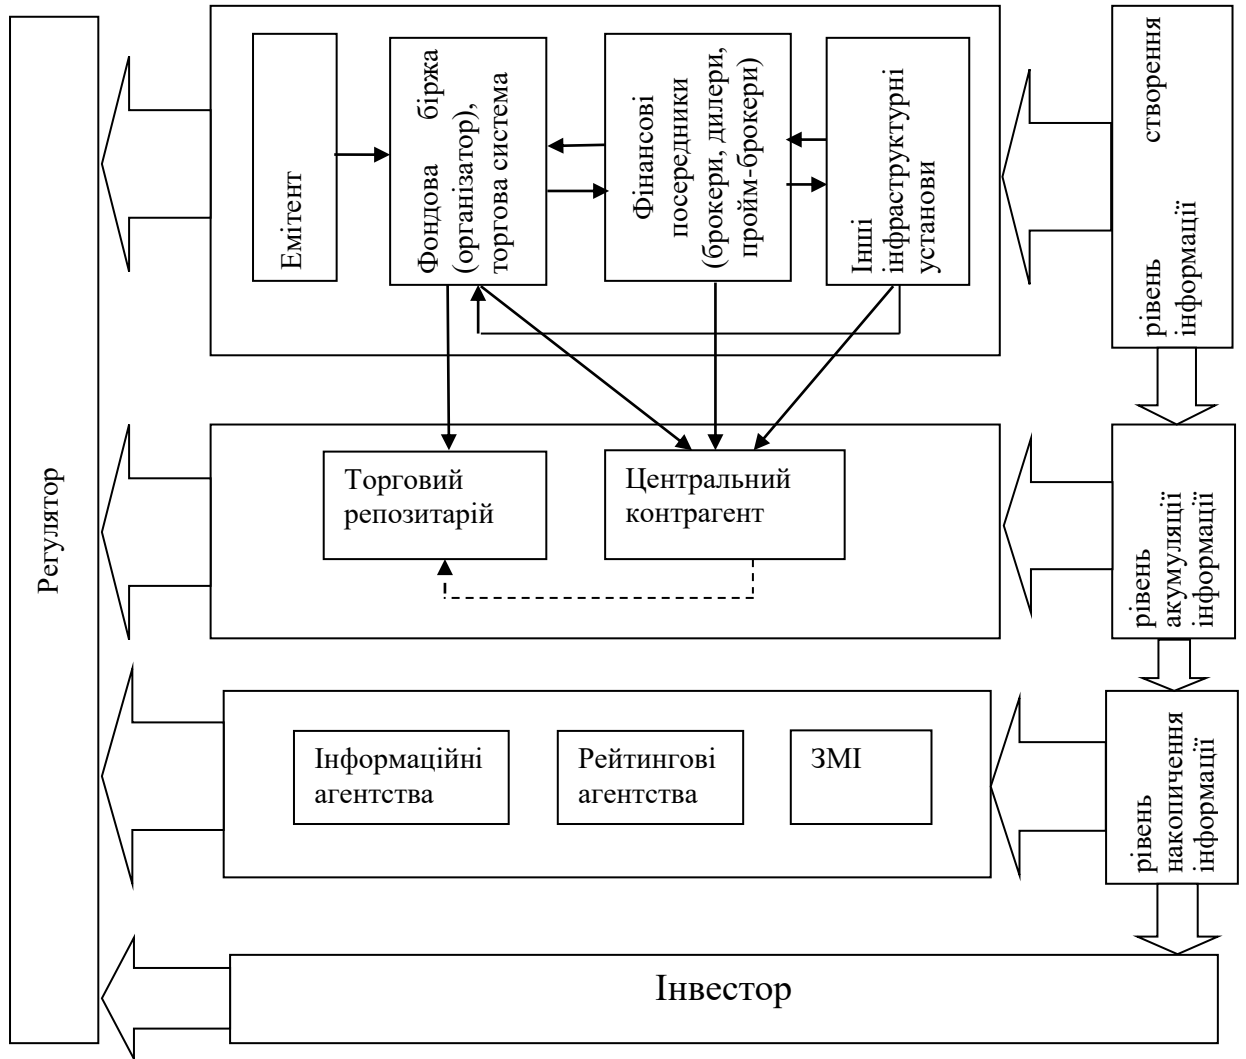 Регулятор
Емітент
Фондова біржа
(організатор),
торгова система
Фінансові
посередники
(брокери, дилери,
пройм-брокери)
Інші
інфраструктурні
установи
рівень створення
інформації
Торговий
репозитарій
Центральний
контрагент
рівень
акумуляції
інформації
Інформаційні
агентства
Рейтингові
агентства
ЗМІ
рівень
накопичення
інформації
Інвестор